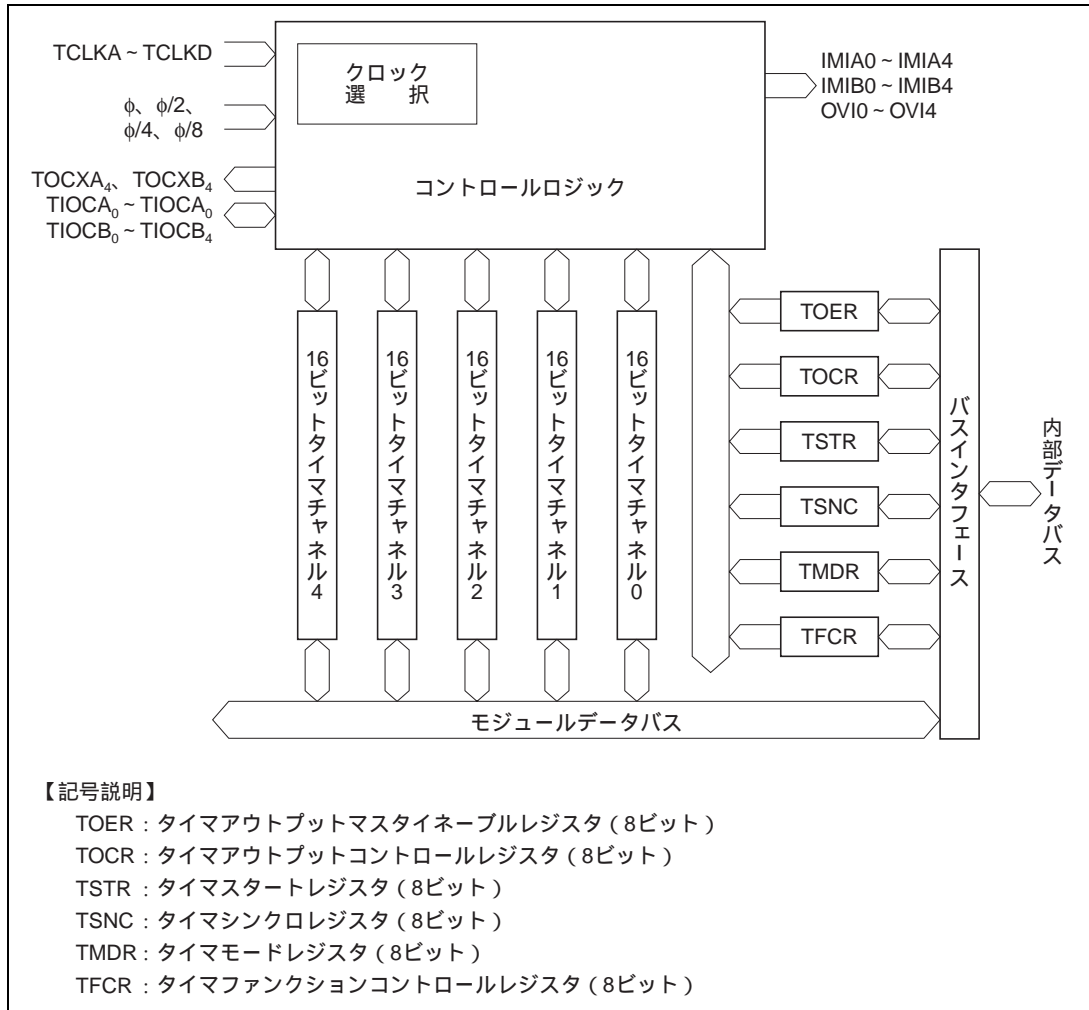 TCLKA ~ TCLKD
φ、φ/2、
φ/4、φ/8
TOCXA₄、TOCXB₄
TIOCA₀ ~ TIOCA₀
TIOCB₀ ~ TIOCB₄
クロック
選 択
コントロールロジック
IMIA0 ~ IMIA4
IMIB0 ~ IMIB4
OVI0 ~ OVI4
16ビットタイマチャネル4
16ビットタイマチャネル3
16ビットタイマチャネル2
16ビットタイマチャネル1
16ビットタイマチャネル0
TOER
TOCR
TSTR
TSNC
TMDR
TFCR
バスインタフェース
内部データバス
モジュールデータバス
【記号説明】
TOER : タイマアウトプットマスタイネーブルレジスタ(8ビット)
TOCR : タイマアウトプットコントロールレジスタ(8ビット)
TSTR : タイマスタートレジスタ(8ビット)
TSNC : タイマシンクロレジスタ(8ビット)
TMDR : タイマモードレジスタ(8ビット)
TFCR : タイマファンクションコントロールレジスタ(8ビット)